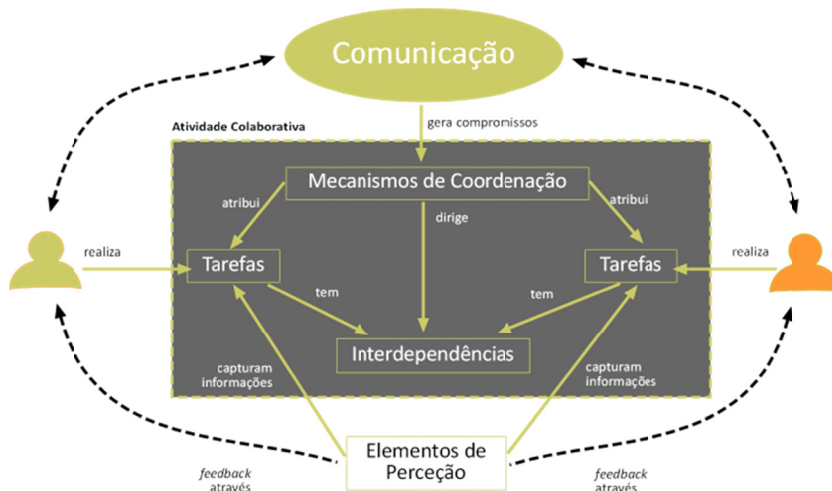 Comunicação
gera compromissos
Atividade Colaborativa
Mecanismos de Coordenação
atribui
dirige
atribui
realiza
Tarefas
Tarefas
realiza
tem
tem
Interdependências
capturam
informações
capturam
informações
Elementos de
Perceção
feedback
através
feedback
através